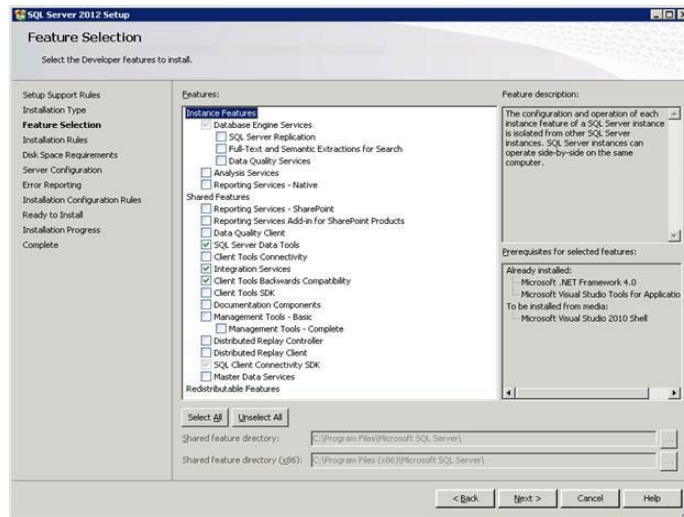 SQL Server 2012 Setup
Feature Selection
Select the Developer features to install.
Setup Support Rules
Installation Type
Feature Selection
Installation Rules
Disk Space Requirements
Server Configuration
Error Reporting
Installation Configuration Rules
Ready to Install
Installation Progress
Complete
Features:
Instance Features
Database Engine Services
SQL Server Replication
Full-Text and Semantic Extractions for Search
Data Quality Services
Analysis Services
Reporting Services - Native
Shared Features
Reporting Services - SharePoint
Reporting Services Add-in for SharePoint Products
Data Quality Client
SQL Server Data Tools
Client Tools Connectivity
Integration Services
Client Tools Backwards Compatibility
Client Tools SDK
Documentation Components
Management Tools - Basic
Management Tools - Complete
Distributed Replay Controller
Distributed Replay Client
SQL Client Connectivity SDK
Master Data Services
Redistributable Features
Feature description:
The configuration and operation of each
instance feature of a SQL Server instance
is isolated from other SQL Server
instances. SQL Server instances can
operate side-by-side on the same
computer.
Prerequisites for selected features:
Already installed:
Microsoft .NET Framework 4.0
Microsoft Visual Studio Tools for Applicatio
To be installed from media:
Microsoft Visual Studio 2010 Shell
Select All
Unselect All
Shared feature directory:
C:\Program Files\Microsoft SQL Server\
...
Shared feature directory (x86):
C:\Program Files (x86)\Microsoft SQL Server\
...
< Back
Next >
Cancel
Help